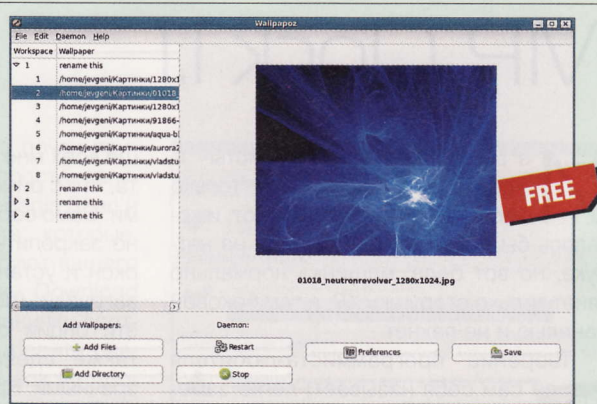 Wallpapoz
File Edit Daemon Help
Workspace Wallpaper
1 rename this
1 /home/jevgeni/Картинки/1280x1
2 /home/jevgeni/Картинки/01018_
3 /home/jevgeni/Картинки/1280x1
4 /home/jevgeni/Картинки/91866-
5 /home/jevgeni/Картинки/aqua-bl
6 /home/jevgeni/Картинки/aurora2
7 /home/jevgeni/Картинки/vladstu
8 /home/jevgeni/Картинки/vladstu
2 rename this
3 rename this
4 rename this
FREE
01018_neutronrevolver_1280x1024.jpg
Add Wallpapers: Daemon:
Add Files Restart Preferences Save
Add Directory Stop